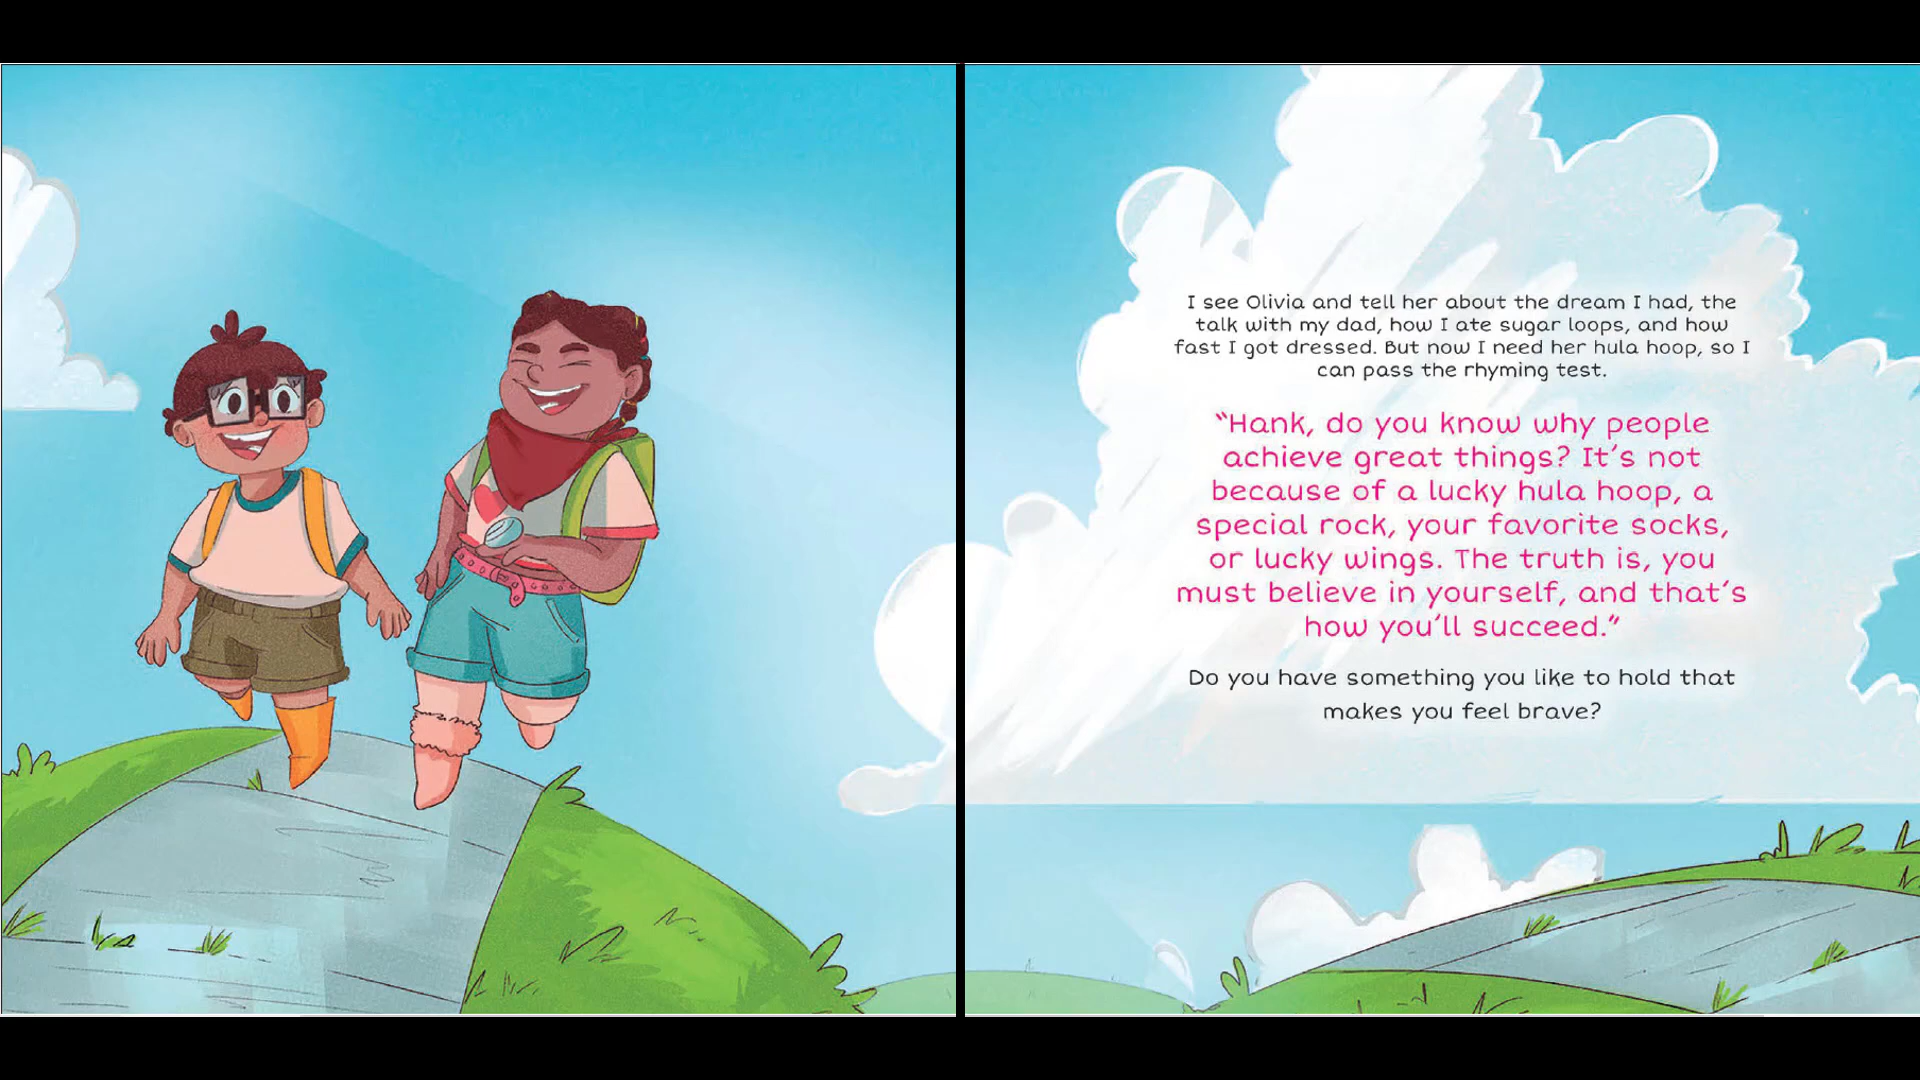 I see Olivia and tell her about the dream I had, the
talk with my dad, how I ate sugar loops, and how
fast I got dressed. But now I need her hula hoop, so I
can pass the rhyming test.
“Hank, do you know why people
achieve great things? It’s not
because of a lucky hula hoop, a
special rock, your favorite socks,
or lucky wings. The truth is, you
must believe in yourself, and that’s
how you’ll succeed.”
Do you have something you like to hold that
makes you feel brave?